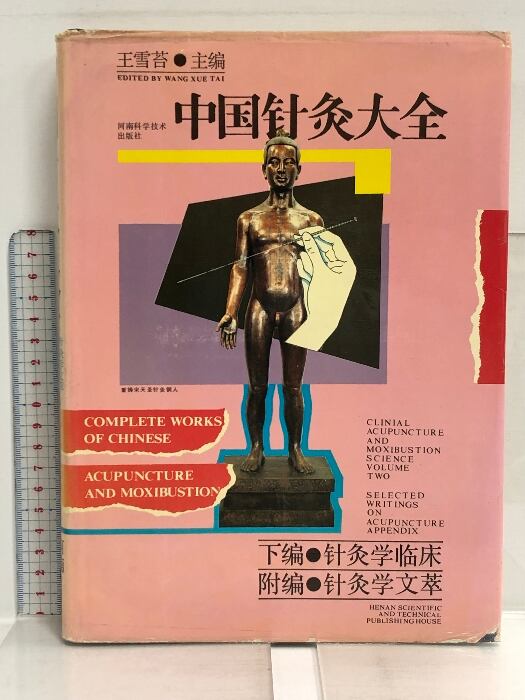 王雪苔●主编
EDITED BY WANG XUE TAI
河南科学技术
出版社
中国针灸大全
COMPLETE WORKS
OF CHINESE
ACUPUNCTURE
AND MOXIBUSTION
CLINIAL
ACUPUNCTURE
AND
MOXIBUSTION
SCIENCE
VOLUME
TWO
SELECTED
WRITINGS
ON
ACUPUNCTURE
APPENDIX
下编●针灸学临床
附编●针灸学文萃
HENAN SCIENTIFIC
AND TECHNICAL
PUBLISHING HOUSE